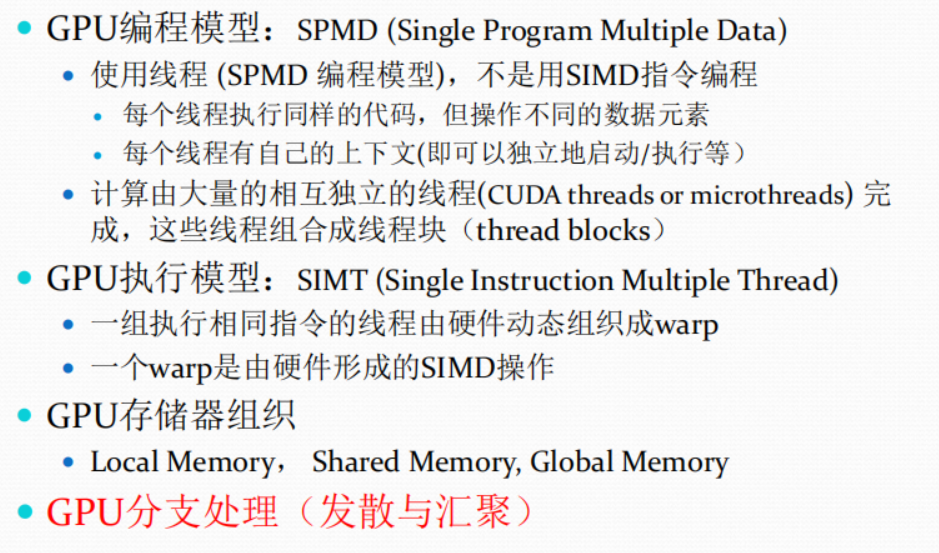 GPU编程模型：SPMD (Single Program Multiple Data)
使用线程 (SPMD 编程模型)，不是用SIMD指令编程
每个线程执行同样的代码，但操作不同的数据元素
每个线程有自己的上下文(即可以独立地启动/执行等）
计算由大量的相互独立的线程(CUDA threads or microthreads) 完
成，这些线程组合成线程块（thread blocks）
GPU执行模型：SIMT (Single Instruction Multiple Thread)
一组执行相同指令的线程由硬件动态组织成warp
一个warp是由硬件形成的SIMD操作
GPU存储器组织
Local Memory， Shared Memory, Global Memory
GPU分支处理（发散与汇聚）